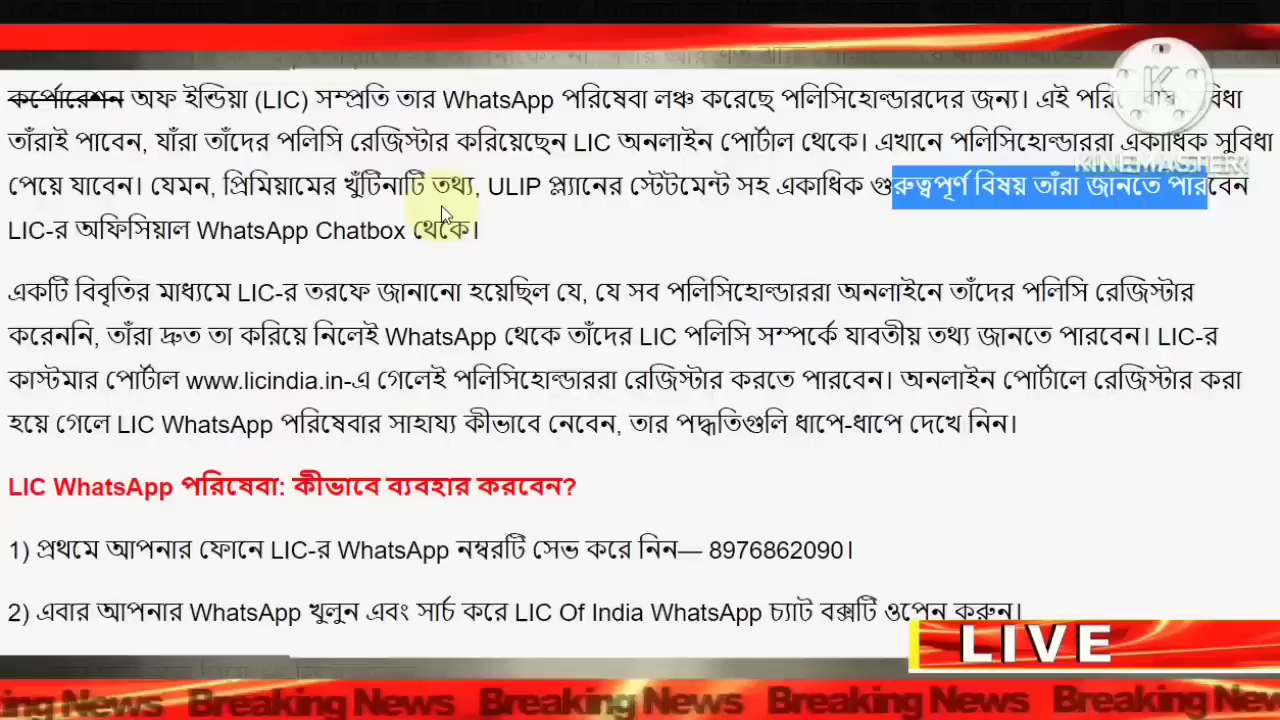 কর্পোরেশন অফ ইন্ডিয়া (LIC) সম্প্রতি তার WhatsApp পরিষেবা লঞ্চ করেছে পলিসিহোল্ডারদের জন্য। এই
তাঁরাই পাবেন, যাঁরা তাঁদের পলিসি রেজিস্টার করিয়েছেন LIC অনলাইন পোর্টাল থেকে। এখানে পলিসিহোল্ডাররা একাধিক সুবিধা
KINEMASTER
পেয়ে যাবেন। যেমন, প্রিমিয়ামের খুঁটিনাটি তথ্য, ULIP প্ল্যানের স্টেটমেন্ট সহ একাধিক গুরুত্বপূর্ণ বিষয় তাঁরা জানতে পারবেন
LIC-র অফিসিয়াল WhatsApp Chatbox থেকে।
একটি বিবৃতির মাধ্যমে LIC-র তরফে জানানো হয়েছিল যে, যে সব পলিসিহোল্ডাররা অনলাইনে তাঁদের পলিসি রেজিস্টার
করেননি, তাঁরা দ্রুত তা করিয়ে নিলেই WhatsApp থেকে তাঁদের LIC পলিসি সম্পর্কে যাবতীয় তথ্য জানতে পারবেন। LIC-র
কাস্টমার পোর্টাল www.licindia.in-এ গেলেই পলিসিহোল্ডাররা রেজিস্টার করতে পারবেন। অনলাইন পোর্টালে রেজিস্টার করা
হয়ে গেলে LIC WhatsApp পরিষেবার সাহায্য কীভাবে নেবেন, তার পদ্ধতিগুলি ধাপে-ধাপে দেখে নিন।
LIC WhatsApp পরিষেবা: কীভাবে ব্যবহার করবেন?
1) প্রথমে আপনার ফোনে LIC-র WhatsApp নম্বরটি সেভ করে নিন— 8976862090।
2) এবার আপনার WhatsApp খুলুন এবং সার্চ করে LIC Of India WhatsApp চ্যাট বক্সটি ওপেন করুন।
LIVE
king News Breaking News Breaking News Breaking News Breaking News